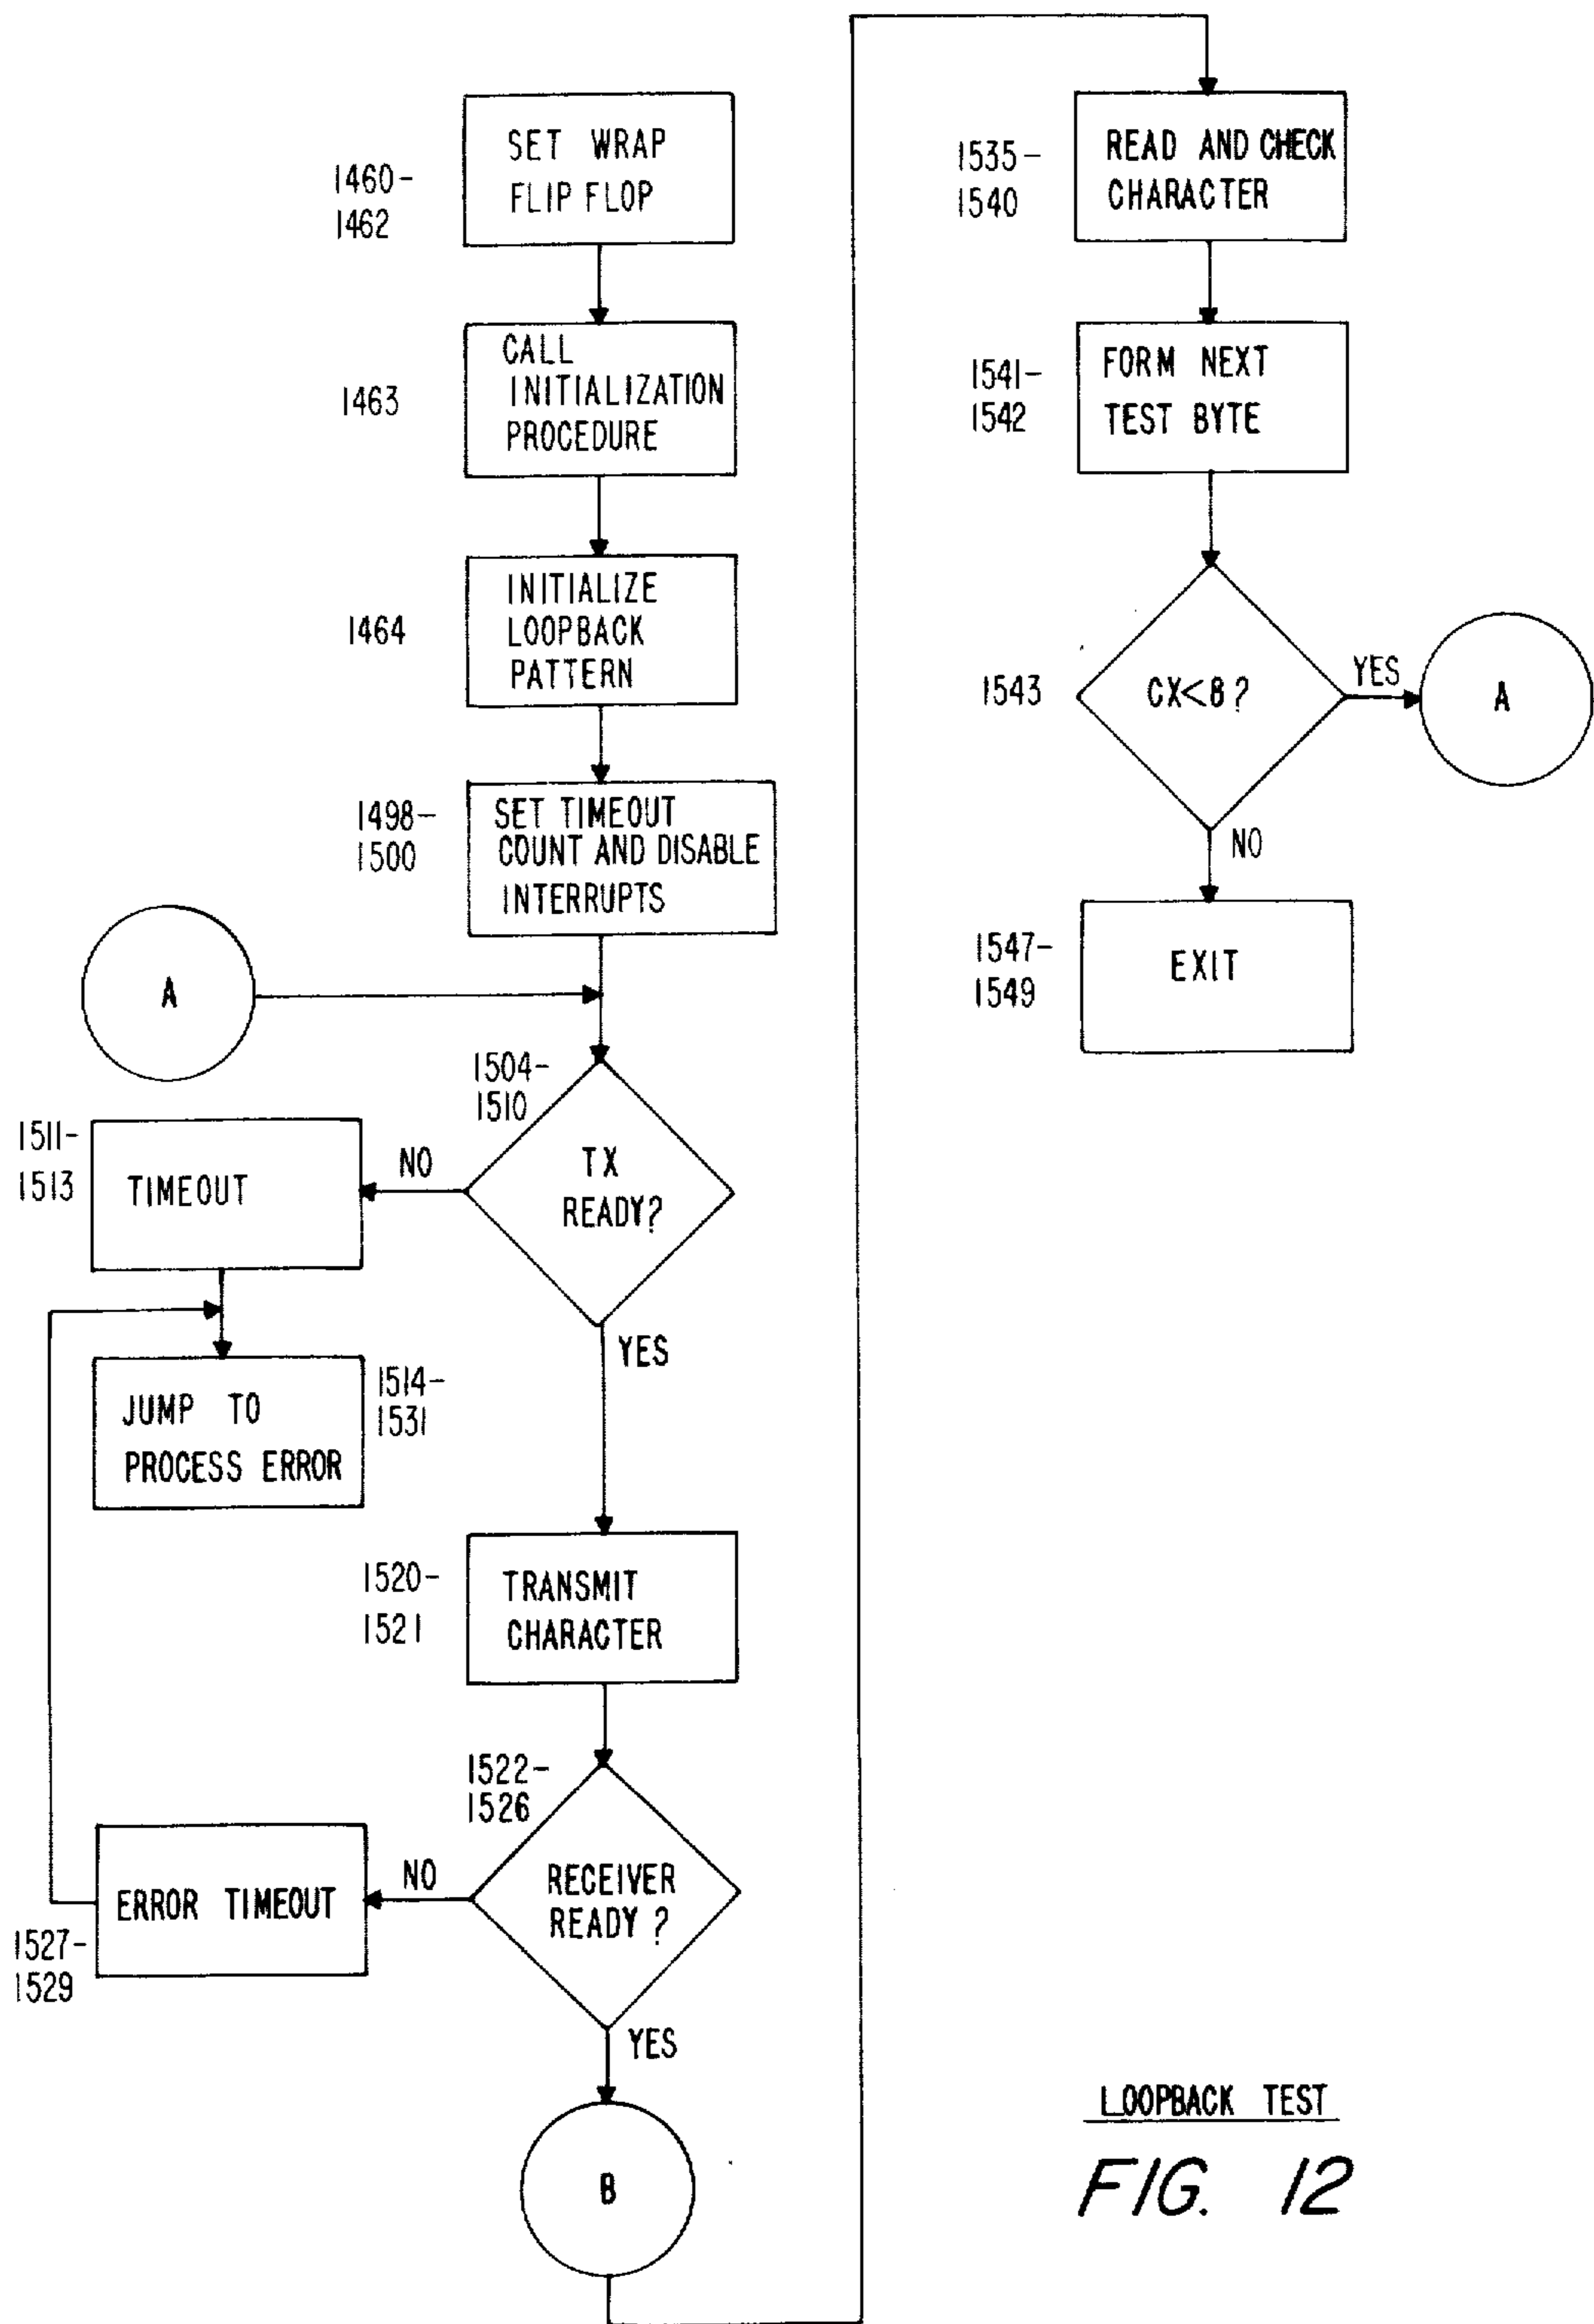 1460-
1462
SET WRAP
FLIP FLOP
1463
CALL
INITIALIZATION
PROCEDURE
1464
INITIALIZE
LOOPBACK
PATTERN
1498-
1500
SET TIMEOUT
COUNT AND DISABLE
INTERRUPTS
A
1504-
1510
TX
READY?
NO
YES
1511-
1513
TIMEOUT
JUMP TO
PROCESS ERROR
1514-
1531
1520-
1521
TRANSMIT
CHARACTER
1522-
1526
RECEIVER
READY?
NO
YES
ERROR TIMEOUT
1527-
1529
B
1535-
1540
READ AND CHECK
CHARACTER
1541-
1542
FORM NEXT
TEST BYTE
1543
CX<8?
YES
A
NO
1547-
1549
EXIT
LOOPBACK TEST
FIG. 12